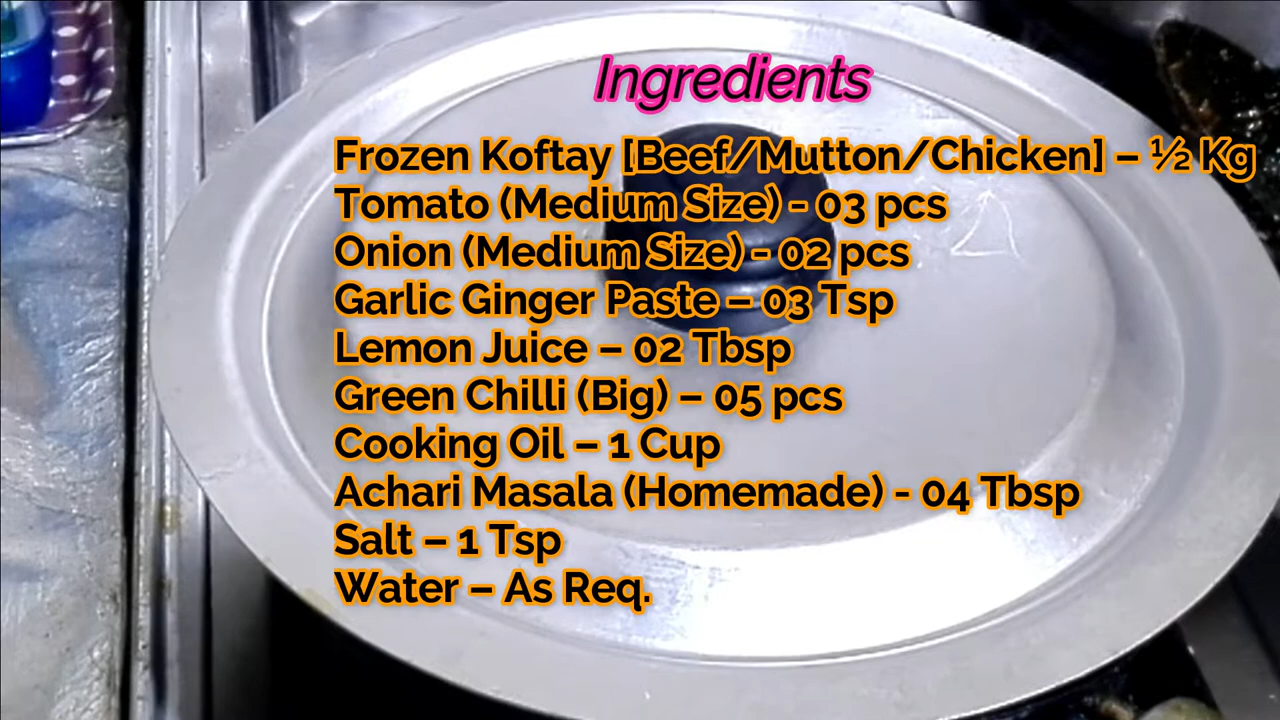 Ingredients
Frozen Koftay [Beef/Mutton/Chicken] – ½ Kg
Tomato (Medium Size) - 03 pcs
Onion (Medium Size) - 02 pcs
Garlic Ginger Paste – 03 Tsp
Lemon Juice – 02 Tbsp
Green Chilli (Big) – 05 pcs
Cooking Oil – 1 Cup
Achari Masala (Homemade) - 04 Tbsp
Salt – 1 Tsp
Water – As Req.